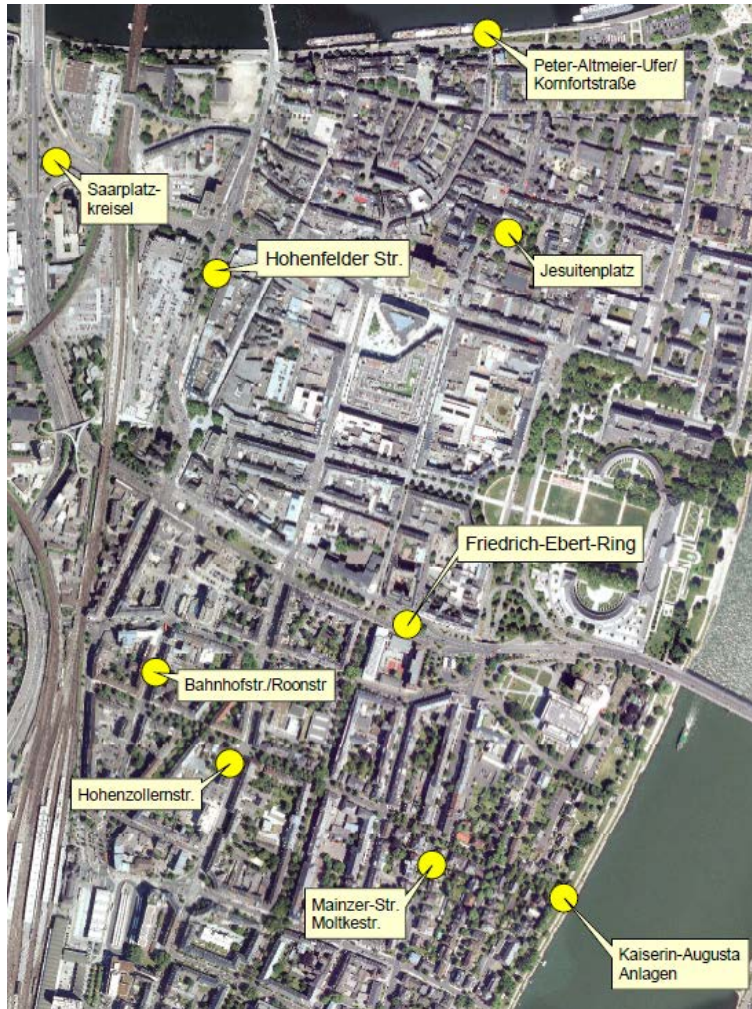 Peter-Altmeier-Ufer/
Kornfortstraße
Saarplatz-
kreisel
Hohenfelder Str.
Jesuitenplatz
Friedrich-Ebert-Ring
Bahnhofstr./Roonstr
Hohenzollernstr.
Mainzer-Str.
Moltkestr.
Kaiserin-Augusta
Anlagen